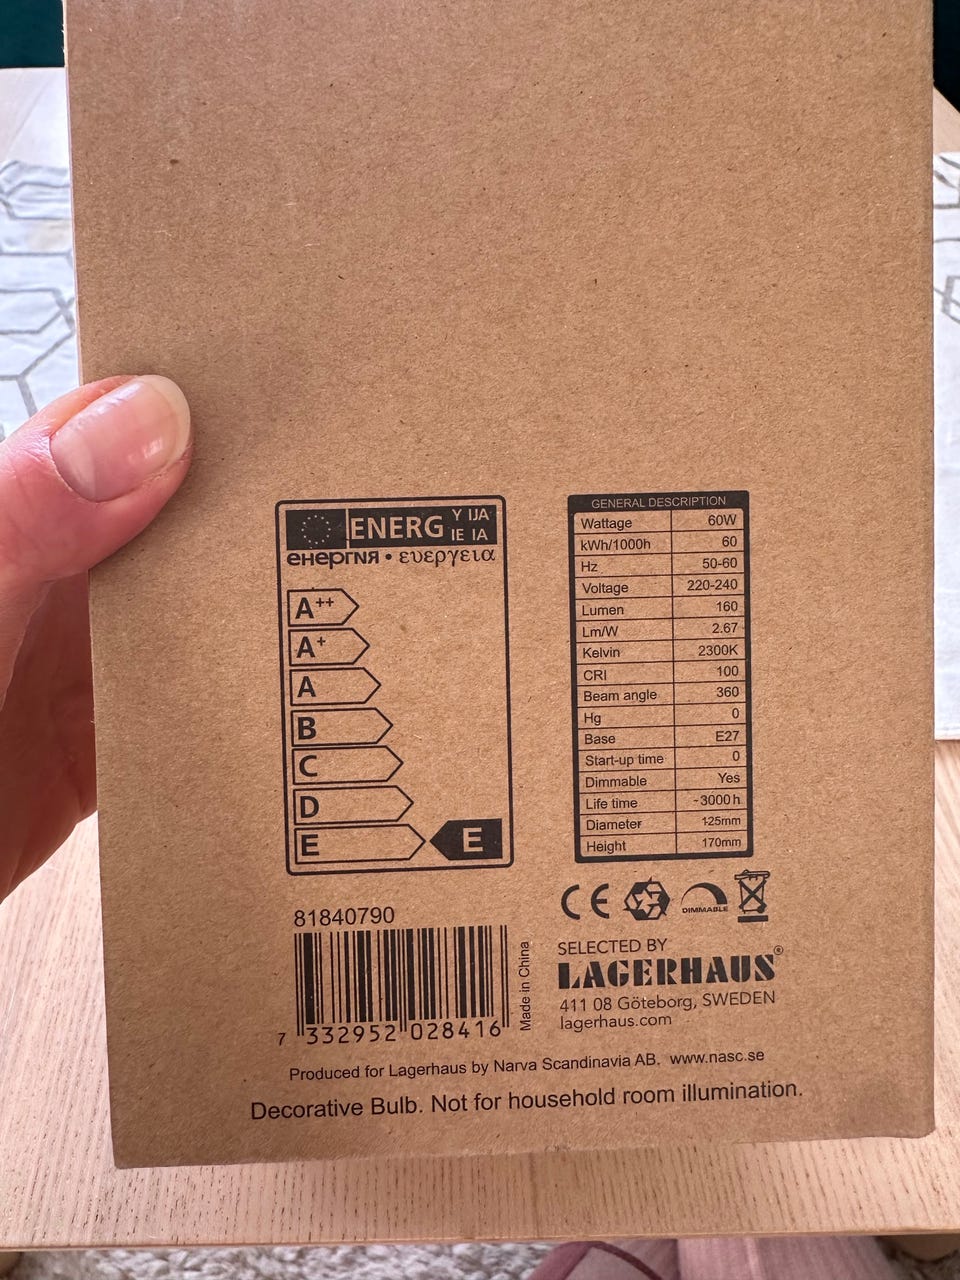 ENERG Y IJA
IE IA
енергия • ενεργεια
A++
A+
A
B
C
D
E
E
GENERAL DESCRIPTION
Wattage 60W
kWh/1000h 60
Hz 50-60
Voltage 220-240
Lumen 160
Lm/W 2.67
Kelvin 2300K
CRI 100
Beam angle 360
Hg 0
Base E27
Start-up time 0
Dimmable Yes
Life time ~3000 h
Diameter 125mm
Height 170mm
CE
DIMMABLE
81840790
7 332952 028416
Made in China
SELECTED BY
LAGERHAUS®
411 08 Göteborg, SWEDEN
lagerhaus.com
Produced for Lagerhaus by Narva Scandinavia AB. www.nasc.se
Decorative Bulb. Not for household room illumination.